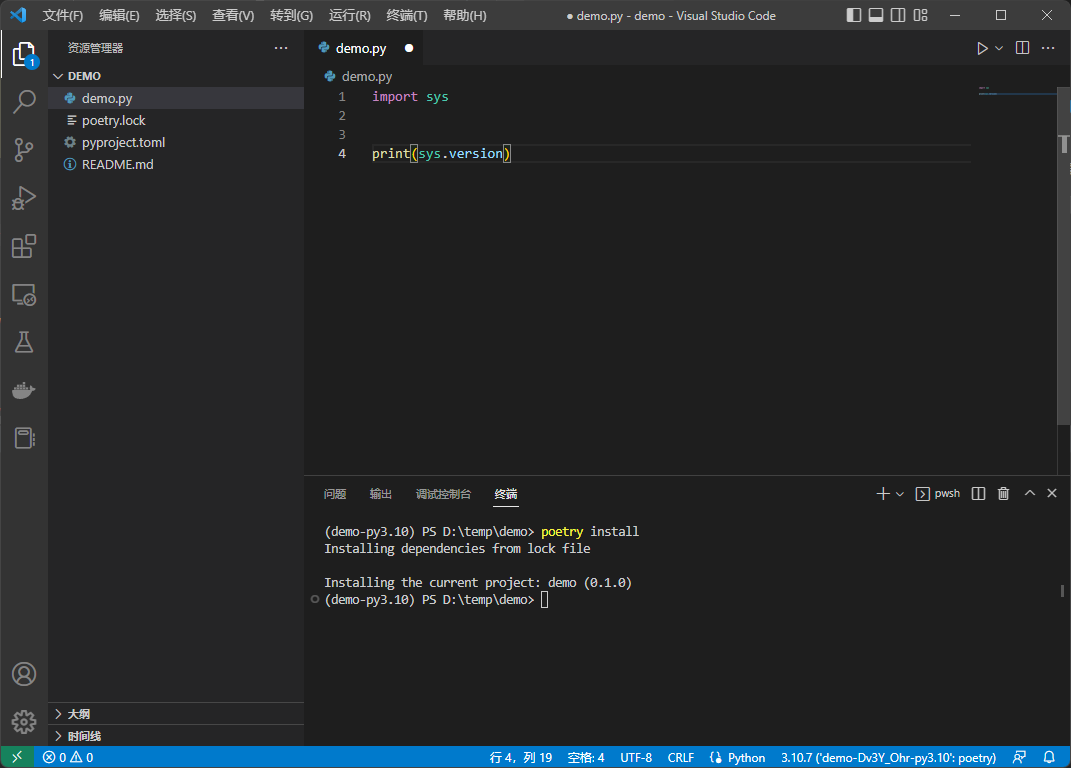 文件(F) 编辑(E) 选择(S) 查看(V) 转到(G) 运行(R) 终端(T) 帮助(H) ● demo.py - demo - Visual Studio Code
资源管理器
1
DEMO
demo.py
poetry.lock
pyproject.toml
README.md
大纲
时间线
demo.py
demo.py
1 import sys
2
3
4 print(sys.version)
问题 输出 调试控制台 终端 pwsh
(demo-py3.10) PS D:\temp\demo> poetry install
Installing dependencies from lock file
Installing the current project: demo (0.1.0)
(demo-py3.10) PS D:\temp\demo>
0 0 行 4，列 19 空格: 4 UTF-8 CRLF Python 3.10.7 ('demo-Dv3Y_Ohr-py3.10': poetry)